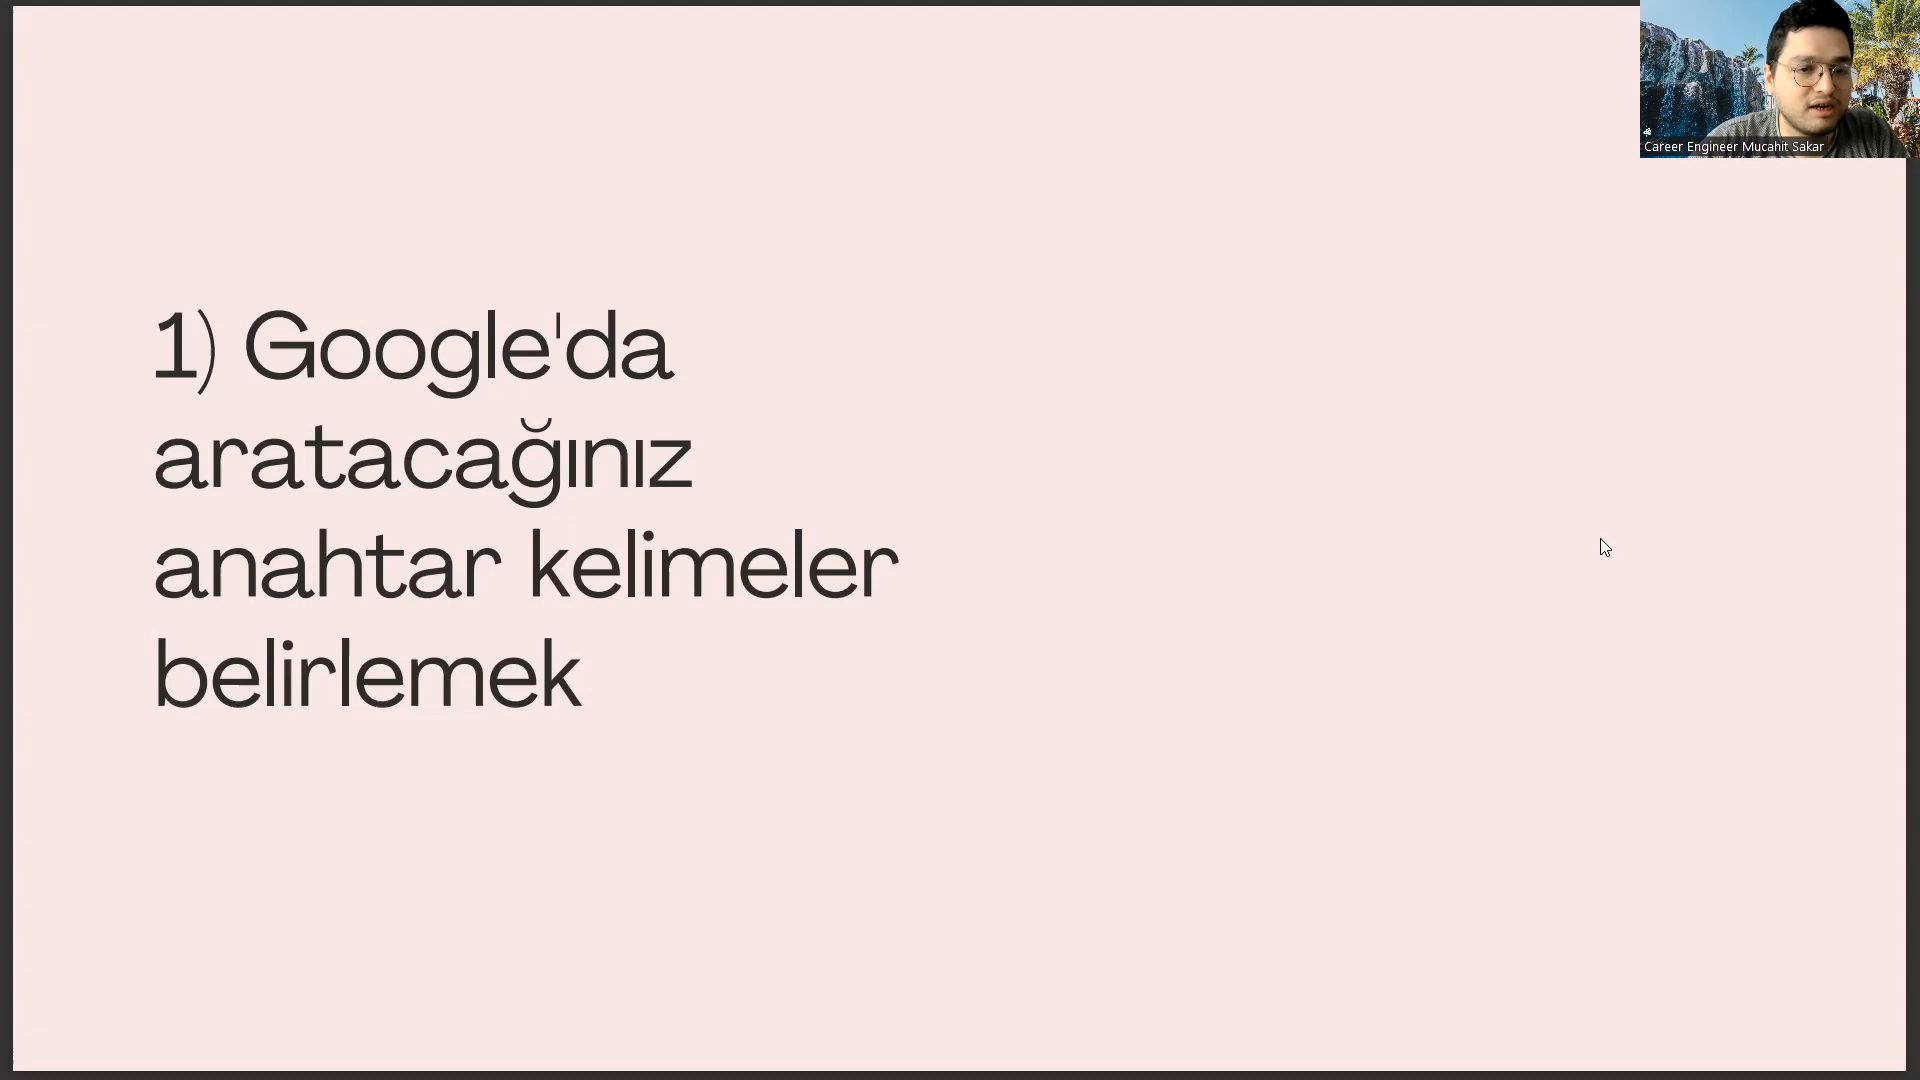 Career Engineer Mucahit Sakar
1) Google'da
aratacağınız
anahtar kelimeler
belirlemek